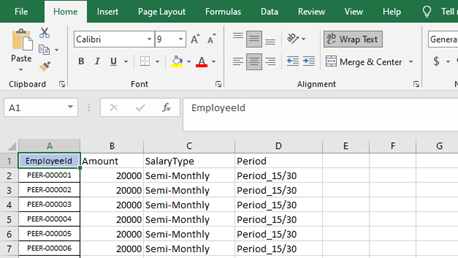 File Home Insert Page Layout Formulas Data Review View Help Tell
Calibri 9 A A Wrap Text General
Paste B I U A Merge & Center $ %
Clipboard Font Alignment
A1 fx EmployeeId
A B C D E F G
1 EmployeeId Amount SalaryType Period
2 PEER-000001 20000 Semi-Monthly Period_15/30
3 PEER-000002 20000 Semi-Monthly Period_15/30
4 PEER-000003 20000 Semi-Monthly Period_15/30
5 PEER-000004 20000 Semi-Monthly Period_15/30
6 PEER-000005 20000 Semi-Monthly Period_15/30
7 PEER-000006 20000 Semi-Monthly Period_15/30